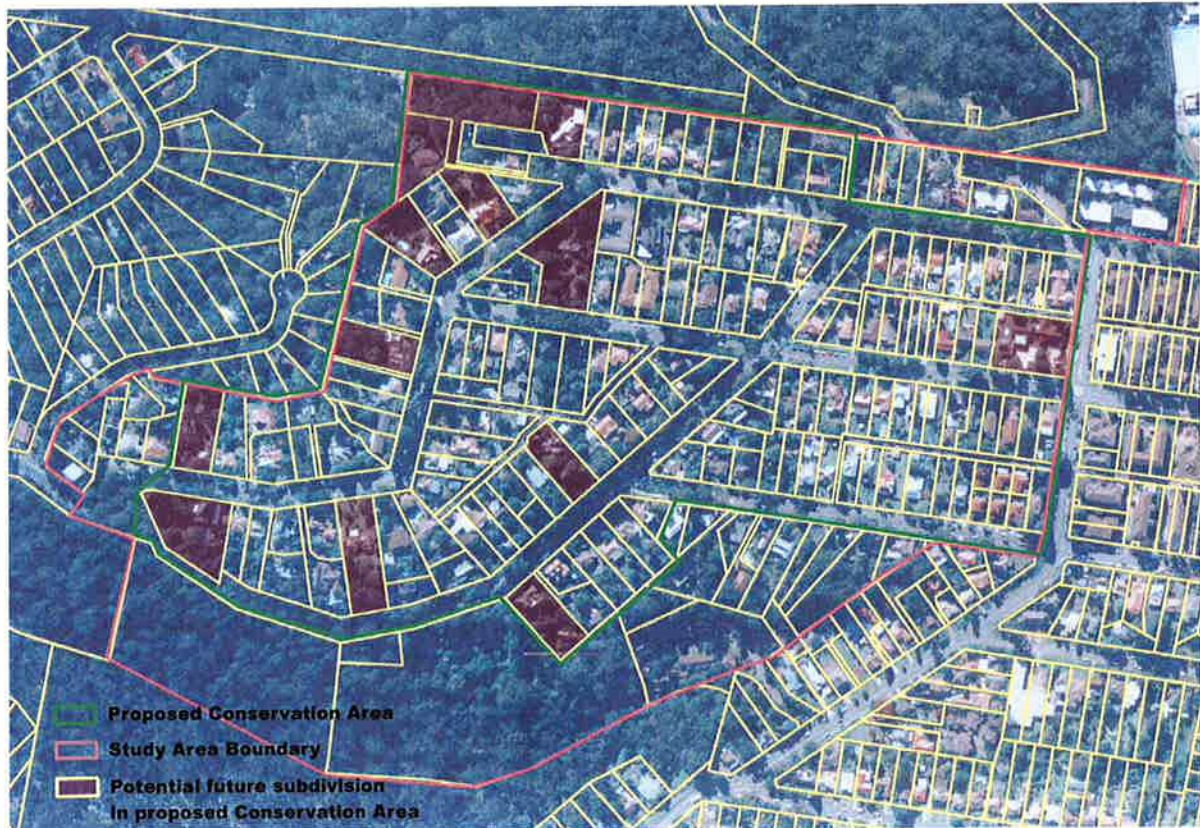 Proposed Conservation Area
Study Area Boundary
Potential future subdivision
in proposed Conservation Area